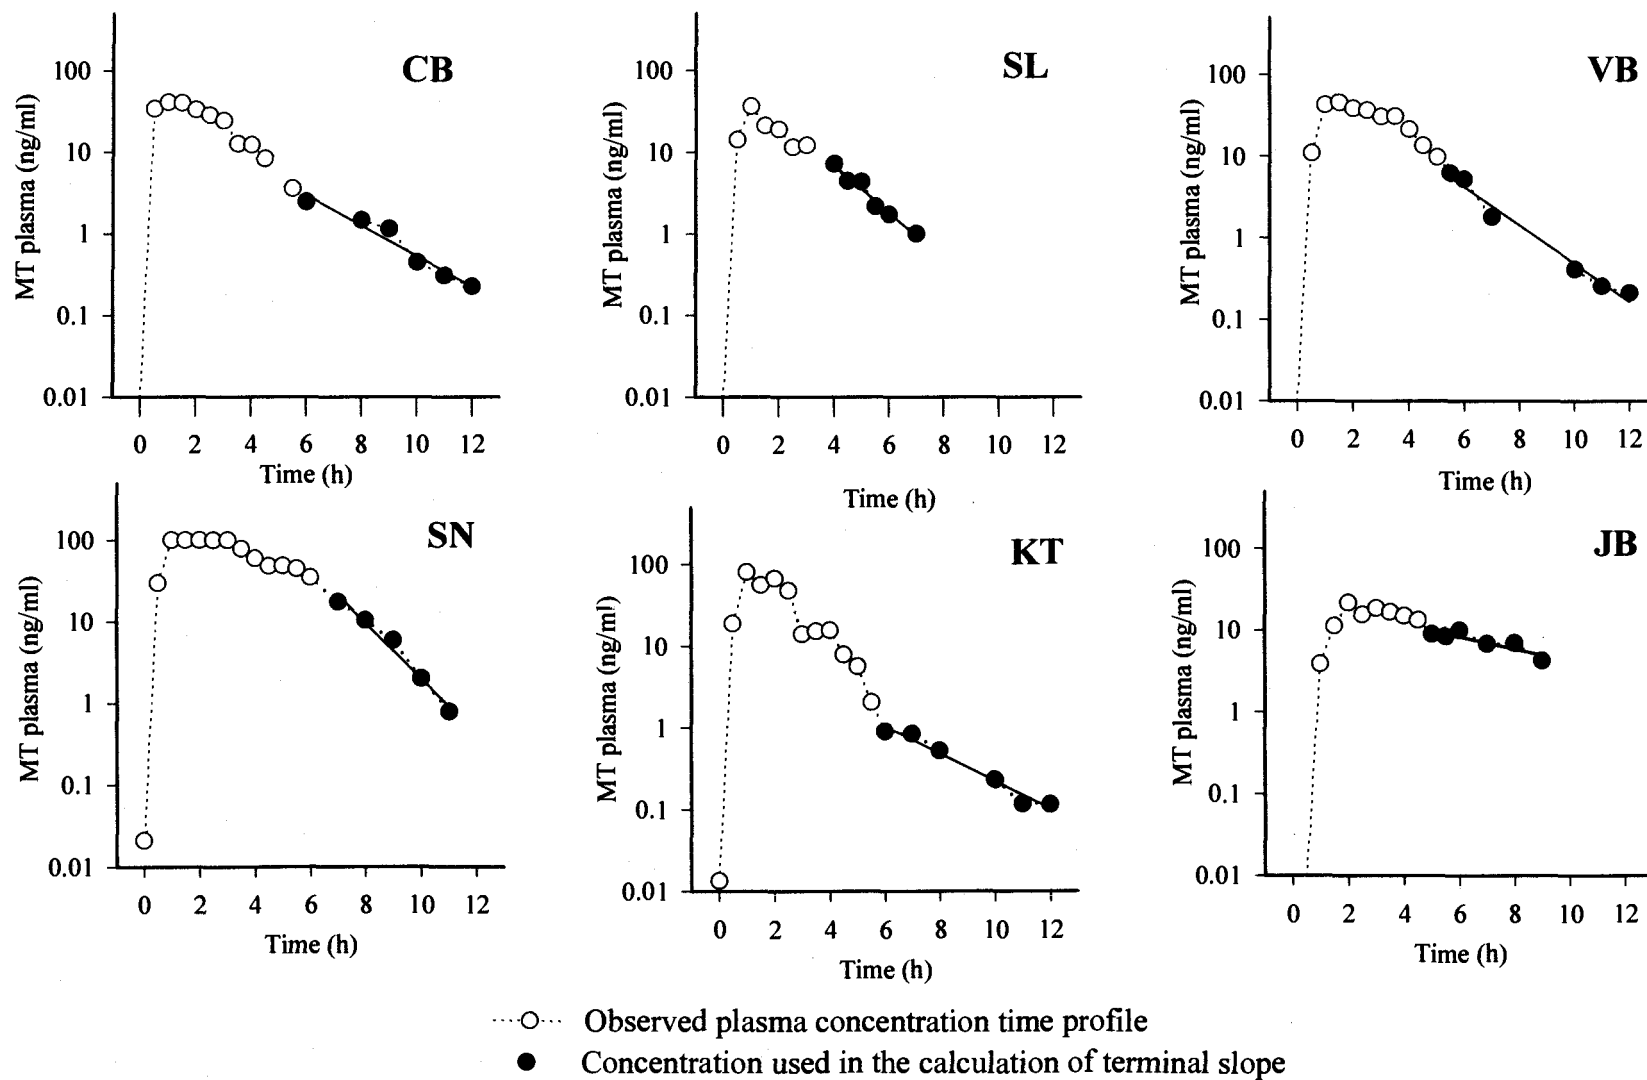 CB
MT plasma (ng/ml)
100
10
1
0.1
0.01
0 2 4 6 8 10 12
Time (h)
SL
MT plasma (ng/ml)
100
10
1
0.1
0.01
0 2 4 6 8 10 12
Time (h)
VB
MT plasma (ng/ml)
100
10
1
0.1
0.01
0 2 4 6 8 10 12
Time (h)
SN
MT plasma (ng/ml)
100
10
1
0.1
0.01
0 2 4 6 8 10 12
Time (h)
KT
MT plasma (ng/ml)
100
10
1
0.1
0.01
0 2 4 6 8 10 12
Time (h)
JB
MT plasma (ng/ml)
100
10
1
0.1
0.01
0 2 4 6 8 10 12
Time (h)
Observed plasma concentration time profile
Concentration used in the calculation of terminal slope